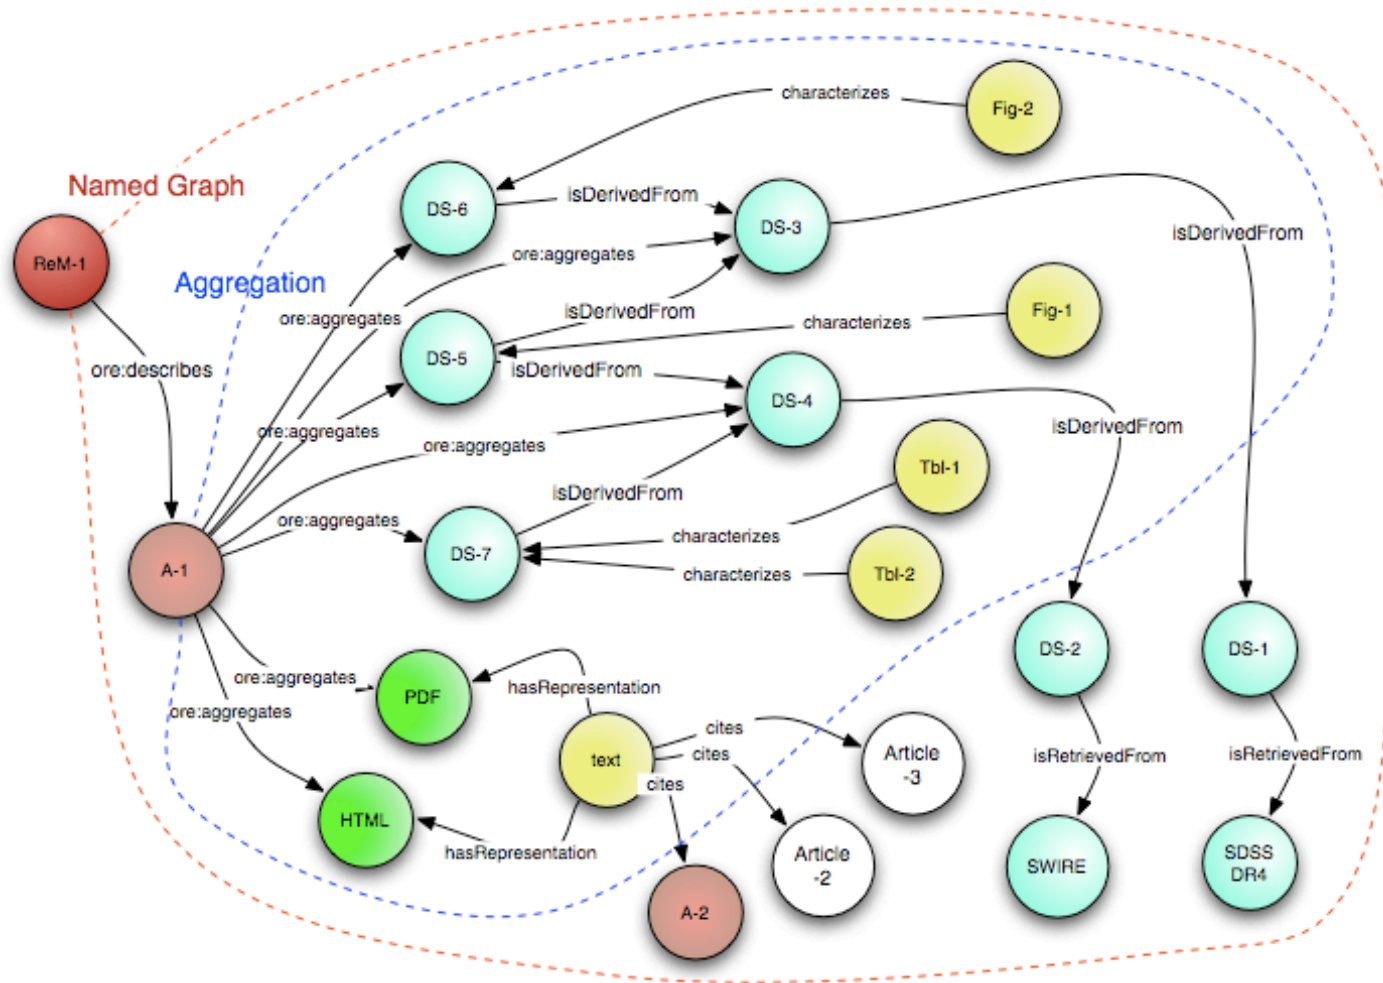 characterizes
Fig-2
Named Graph
DS-6
isDerivedFrom
DS-3
isDerivedFrom
ReM-1
ore:aggregates
Aggregation
ore:aggregates
isDerivedFrom
characterizes
Fig-1
DS-5
isDerivedFrom
ore:describes
DS-4
isDerivedFrom
ore:aggregates
ore:aggregates
Tbl-1
isDerivedFrom
ore:aggregates
characterizes
DS-7
A-1
characterizes
Tbl-2
DS-2
DS-1
ore:aggregates
PDF
hasRepresentation
ore:aggregates
cites
cites
text
Article
-3
isRetrievedFrom
isRetrievedFrom
cites
HTML
hasRepresentation
Article
-2
SWIRE
SDSS
DR4
A-2